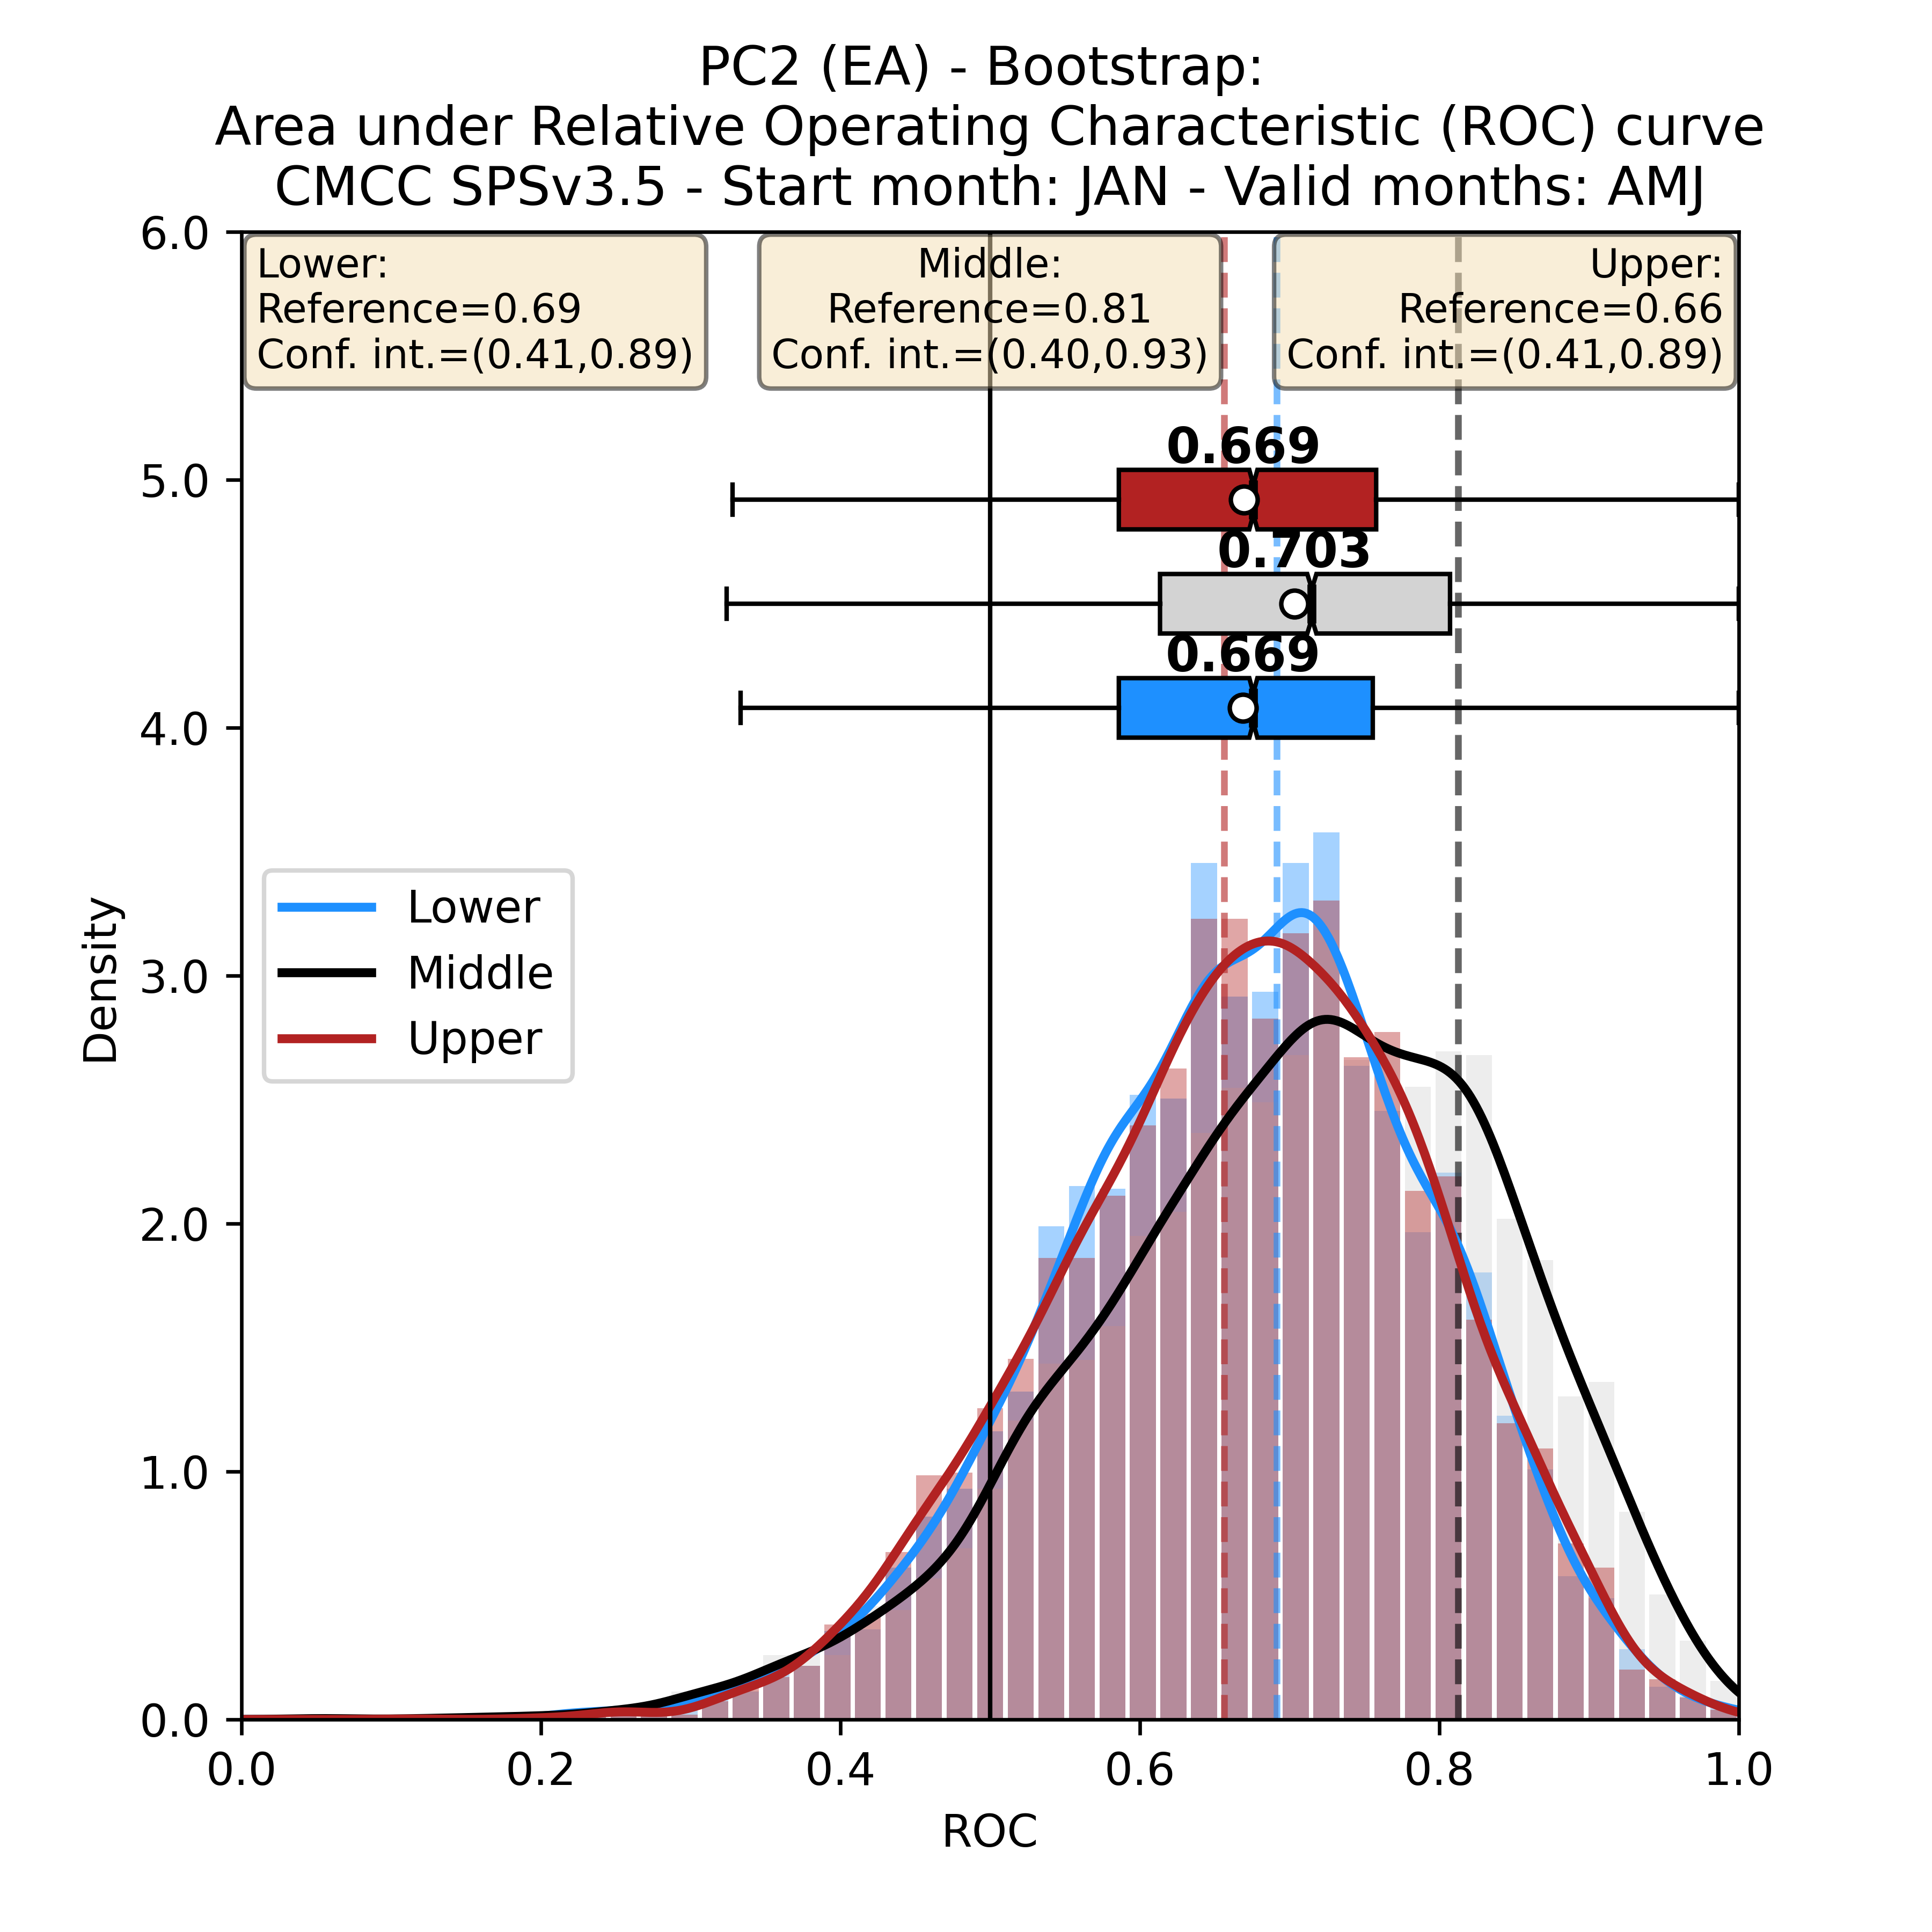 PC2 (EA) - Bootstrap:
Area under Relative Operating Characteristic (ROC) curve
CMCC SPSv3.5 - Start month: JAN - Valid months: AMJ
Lower:
Reference=0.69
Conf. int.=(0.41,0.89)
Middle:
Reference=0.81
Conf. int.=(0.40,0.93)
Upper:
Reference=0.66
Conf. int.=(0.41,0.89)
0.669
0.703
0.669
Lower
Middle
Upper
Density
6.0
5.0
4.0
3.0
2.0
1.0
0.0
0.0 0.2 0.4 0.6 0.8 1.0
ROC